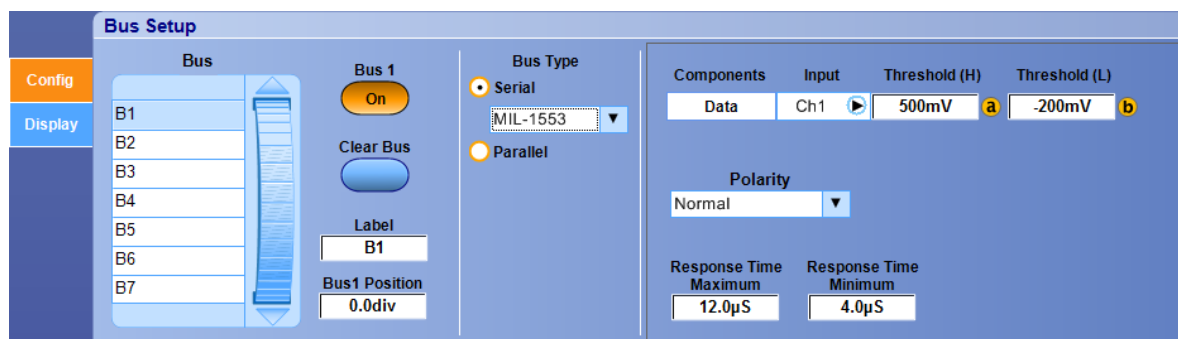 Bus Setup
Config
Display
Bus
B1
B2
B3
B4
B5
B6
B7
Bus 1
On
Clear Bus
Label
B1
Bus1 Position
0.0div
Bus Type
Serial
MIL-1553
Parallel
Components Input Threshold (H) Threshold (L)
Data Ch1 500mV a -200mV b
Polarity
Normal
Response Time
Maximum
12.0µS
Response Time
Minimum
4.0µS